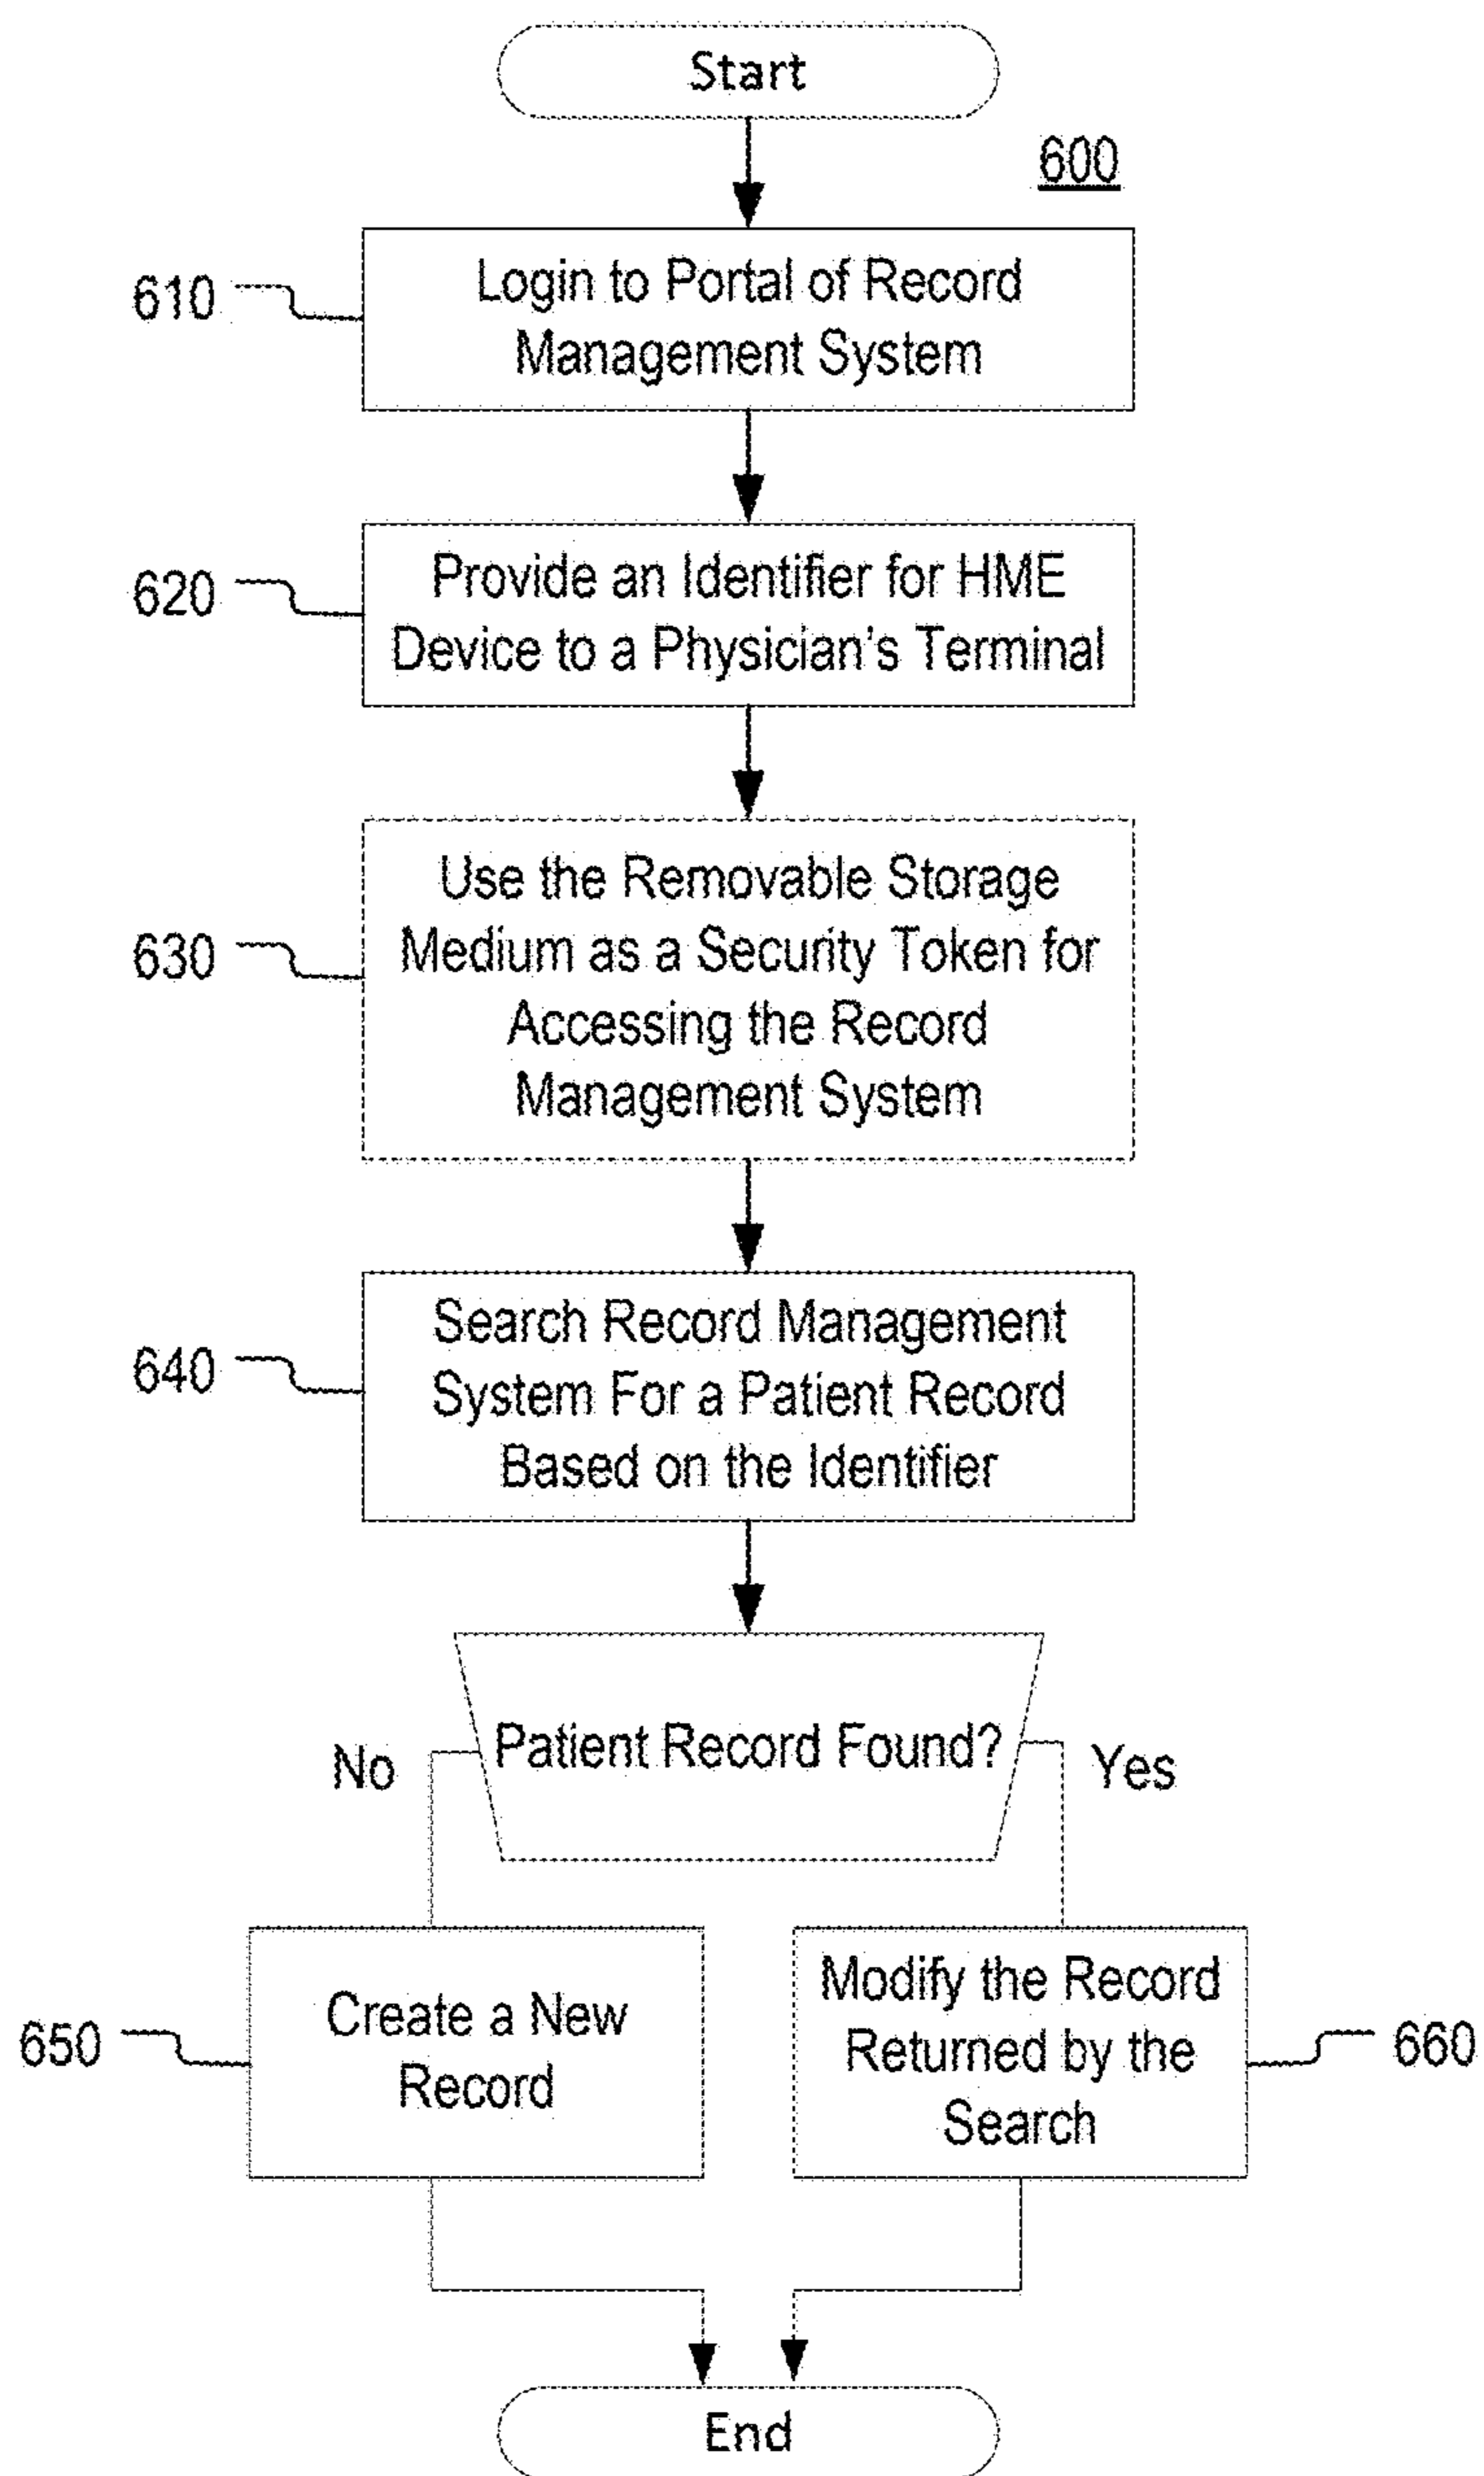 Start
600
610
Login to Portal of Record
Management System
620
Provide an Identifier for HME
Device to a Physician's Terminal
630
Use the Removable Storage
Medium as a Security Token for
Accessing the Record
Management System
640
Search Record Management
System For a Patient Record
Based on the Identifier
Patient Record Found?
No
Yes
650
Create a New
Record
Modify the Record
Returned by the
Search
660
End